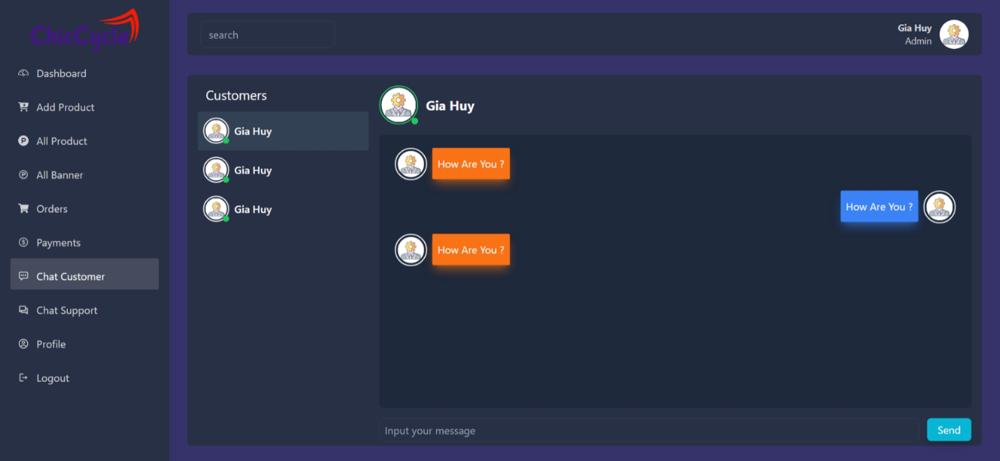 ChicCycle
Dashboard
Add Product
All Product
All Banner
Orders
Payments
Chat Customer
Chat Support
Profile
Logout
search
Gia Huy
Admin
Customers
Gia Huy
Gia Huy
Gia Huy
Gia Huy
How Are You ?
How Are You ?
How Are You ?
Input your message
Send